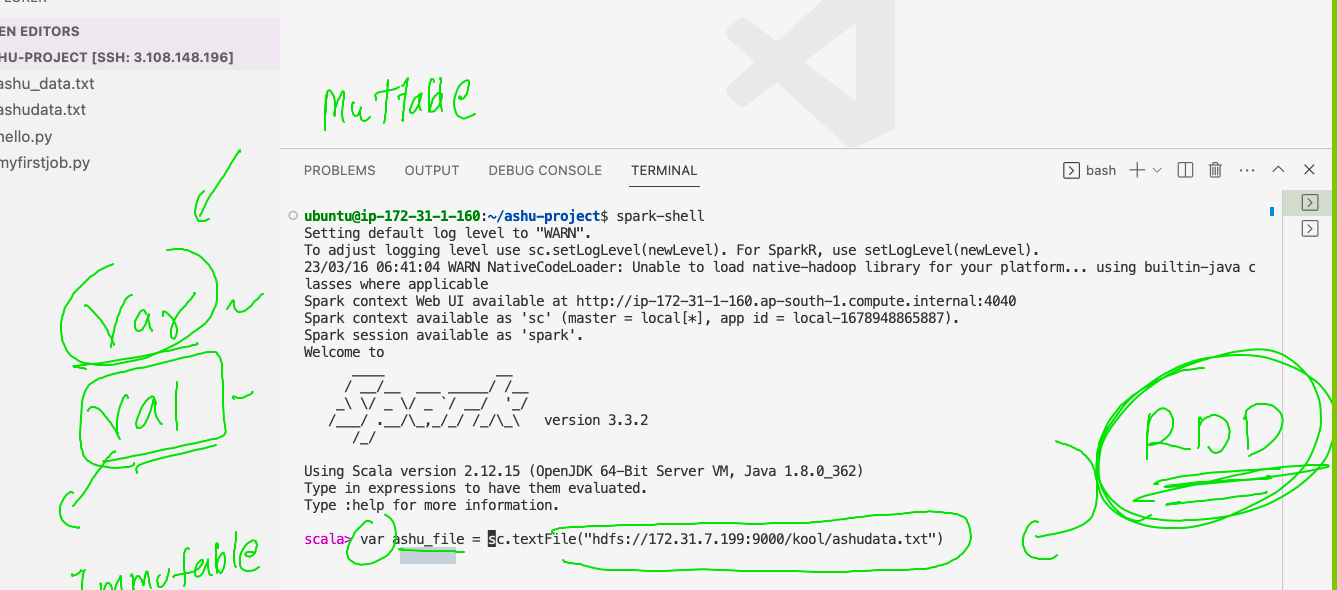 EN EDITORS
HU-PROJECT [SSH: 3.108.148.196]
ashu_data.txt
ashudata.txt
hello.py
myfirstjob.py
Muttable
PROBLEMS OUTPUT DEBUG CONSOLE TERMINAL bash
ubuntu@ip-172-31-1-160:~/ashu-project$ spark-shell
Setting default log level to "WARN".
To adjust logging level use sc.setLogLevel(newLevel). For SparkR, use setLogLevel(newLevel).
23/03/16 06:41:04 WARN NativeCodeLoader: Unable to load native-hadoop library for your platform... using builtin-java c
lasses where applicable
Spark context Web UI available at http://ip-172-31-1-160.ap-south-1.compute.internal:4040
Spark context available as 'sc' (master = local[*], app id = local-1678948865887).
Spark session available as 'spark'.
Welcome to
version 3.3.2
Using Scala version 2.12.15 (OpenJDK 64-Bit Server VM, Java 1.8.0_362)
Type in expressions to have them evaluated.
Type :help for more information.
scala> var ashu_file = sc.textFile("hdfs://172.31.7.199:9000/kool/ashudata.txt")
Var
val
Immutable
RDD